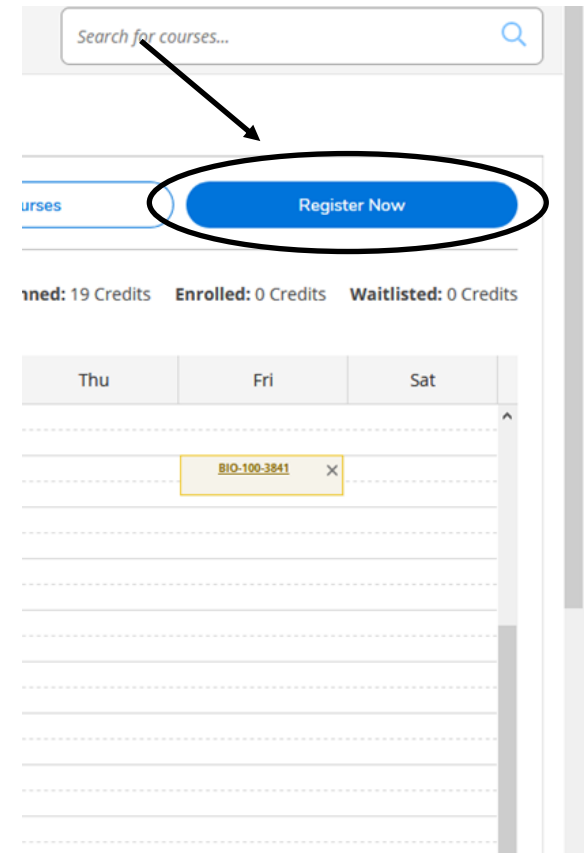 Search for courses...
urses
Register Now
nned: 19 Credits Enrolled: 0 Credits Waitlisted: 0 Credits
Thu Fri Sat
BIO-100-3841